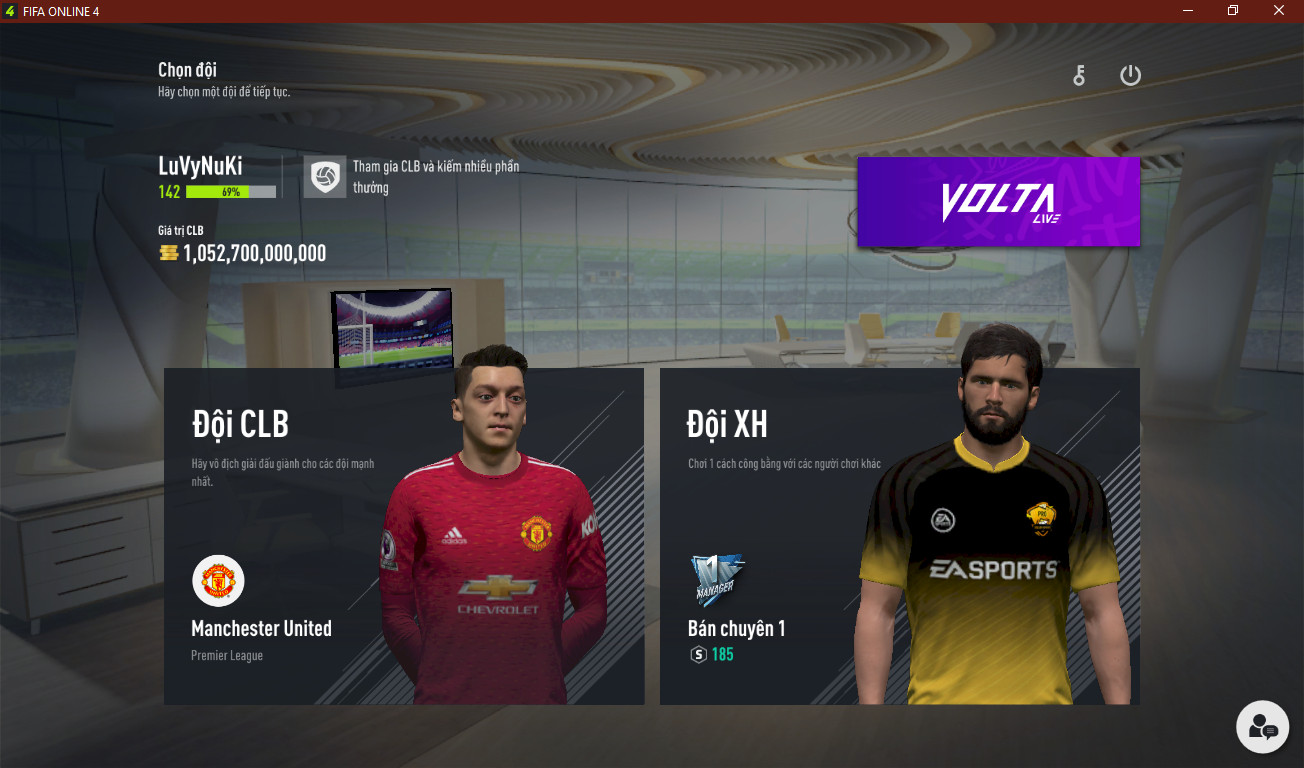 FIFA ONLINE 4
Chọn đội
Hãy chọn một đội để tiếp tục.
LuVyNuKi
142 69%
Tham gia CLB và kiếm nhiều phần
thưởng
Giá trị CLB
1,052,700,000,000
VOLTA
LIVE
Đội CLB
Hãy vô địch giải đấu giành cho các đội mạnh
nhất.
adidas
CHEVROLET
Manchester United
Premier League
Đội XH
Chơi 1 cách công bằng với các người chơi khác
EA SPORTS
1
MANAGER
Bán chuyên 1
S 185